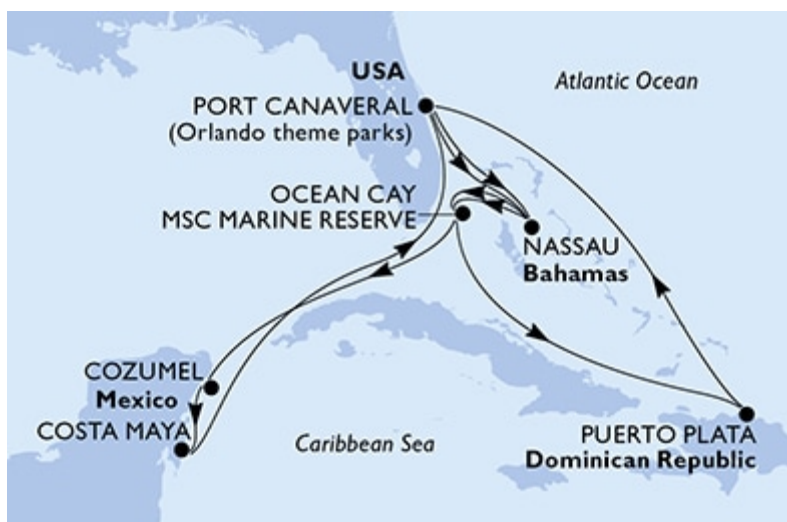 USA
Atlantic Ocean
PORT CANAVERAL
(Orlando theme parks)
OCEAN CAY
MSC MARINE RESERVE
NASSAU
Bahamas
COZUMEL
Mexico
COSTA MAYA
Caribbean Sea
PUERTO PLATA
Dominican Republic